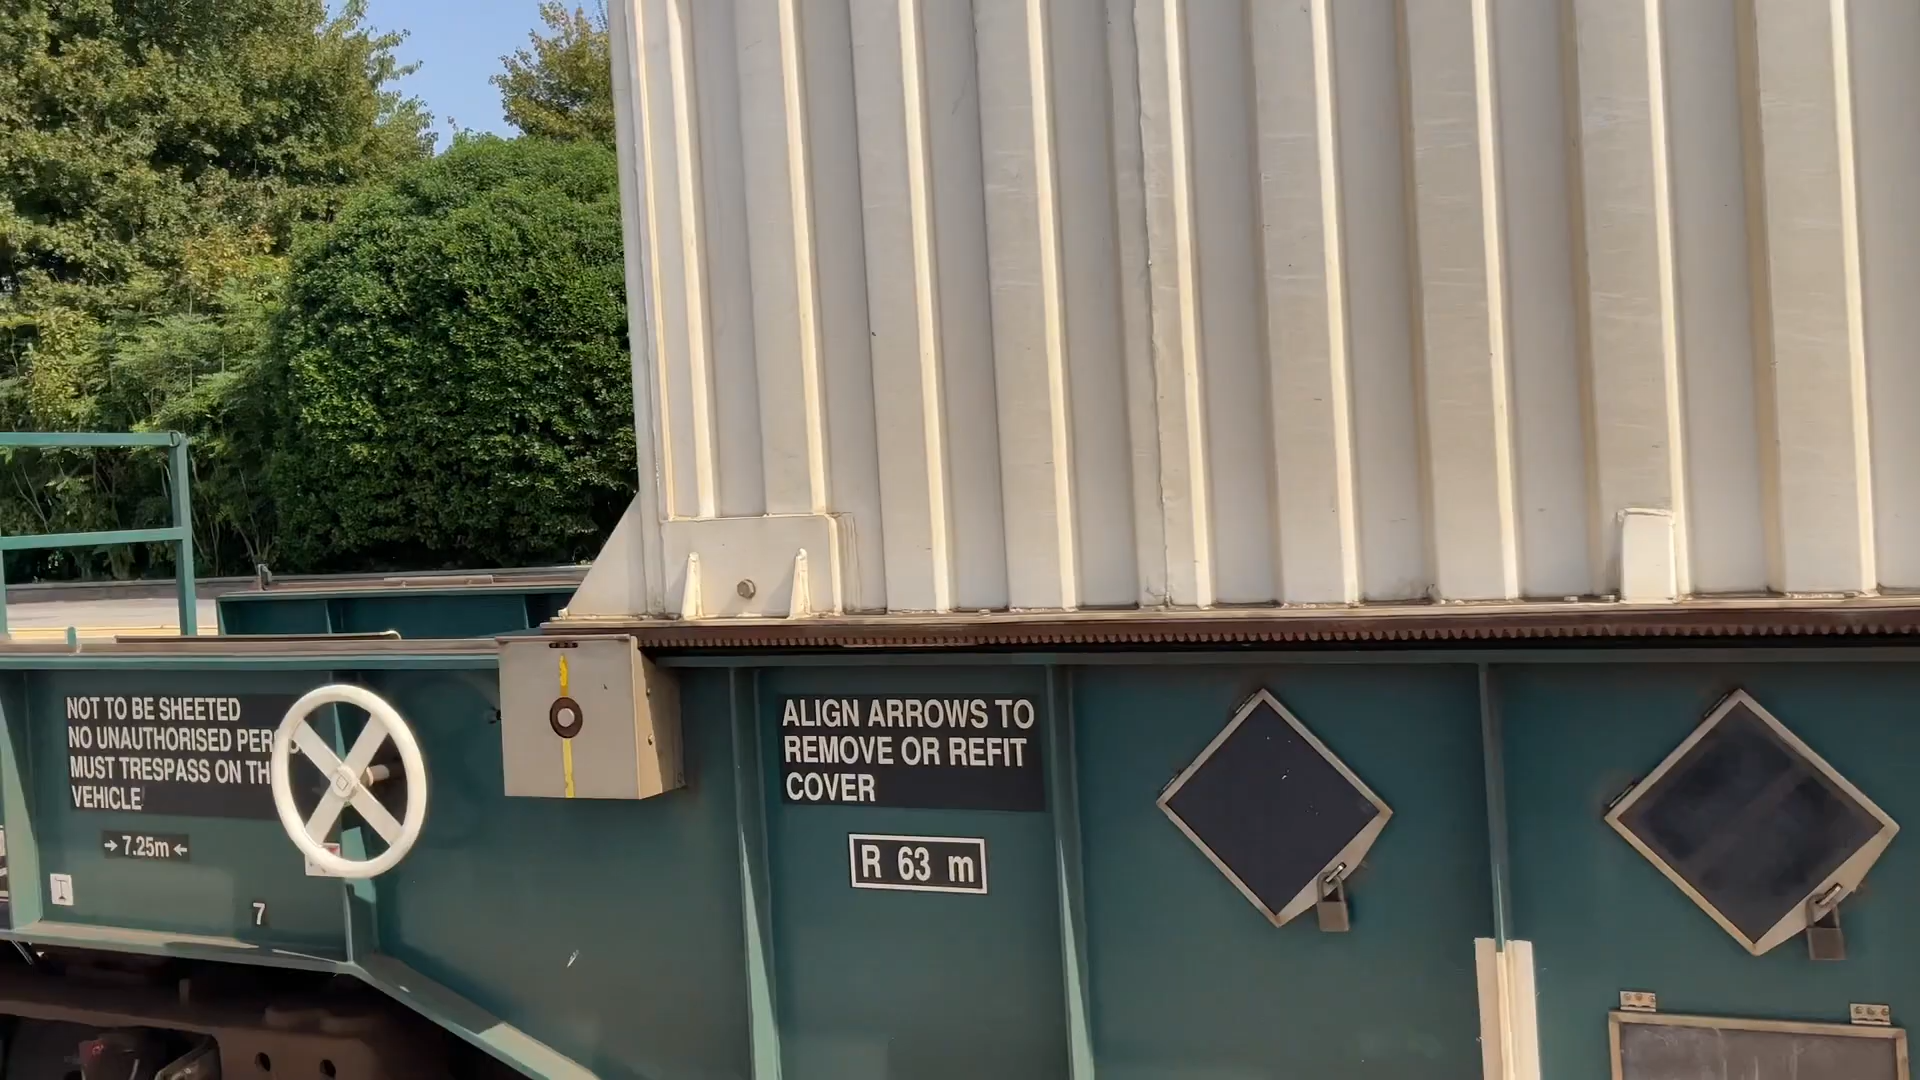 NOT TO BE SHEETED
NO UNAUTHORISED
MUST TRESPASS ON
VEHICLE
→ 7.25m ←
7
ALIGN ARROWS TO
REMOVE OR REFIT
COVER
R 63 m